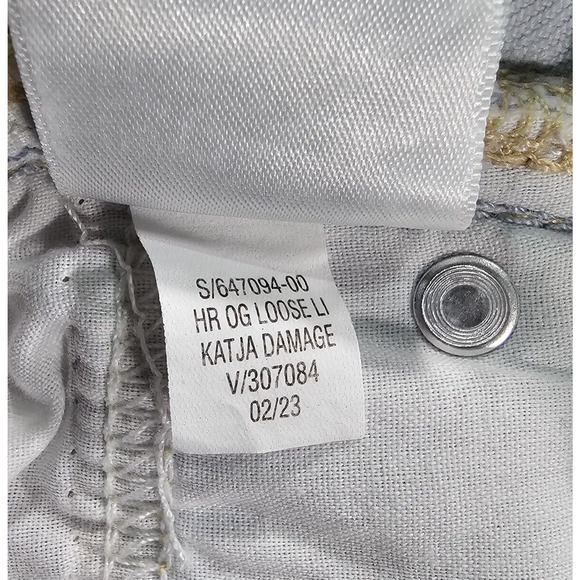 S/647094-00
HR OG LOOSE LI
KATJA DAMAGE
V/307084
02/23